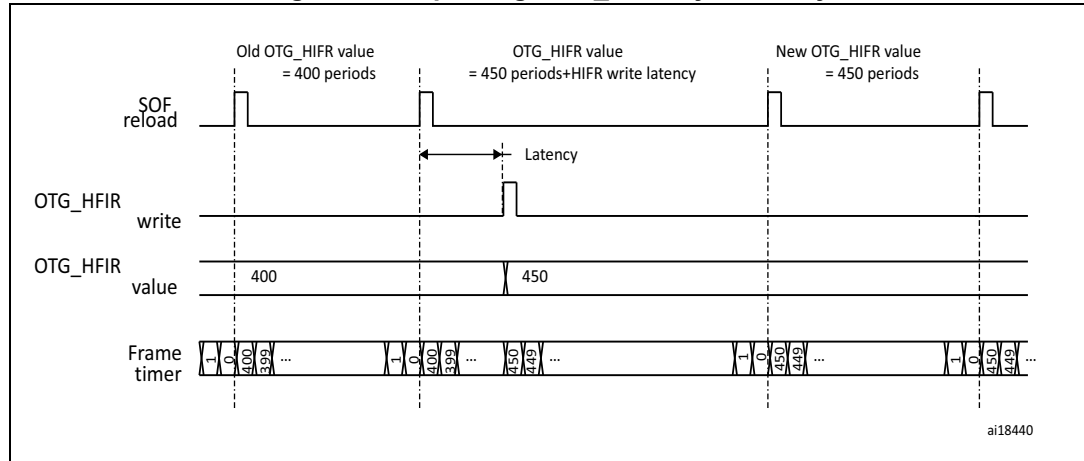 Old OTG_HIFR value
= 400 periods
OTG_HIFR value
= 450 periods+HIFR write latency
New OTG_HIFR value
= 450 periods
SOF
reload
Latency
OTG_HFIR
write
OTG_HFIR
value
400
450
Frame
timer
1 0 400 399 ... 1 0 400 399 ... 450 449 ... 1 0 450 449 ... 1 0 450 449 ...
ai18440